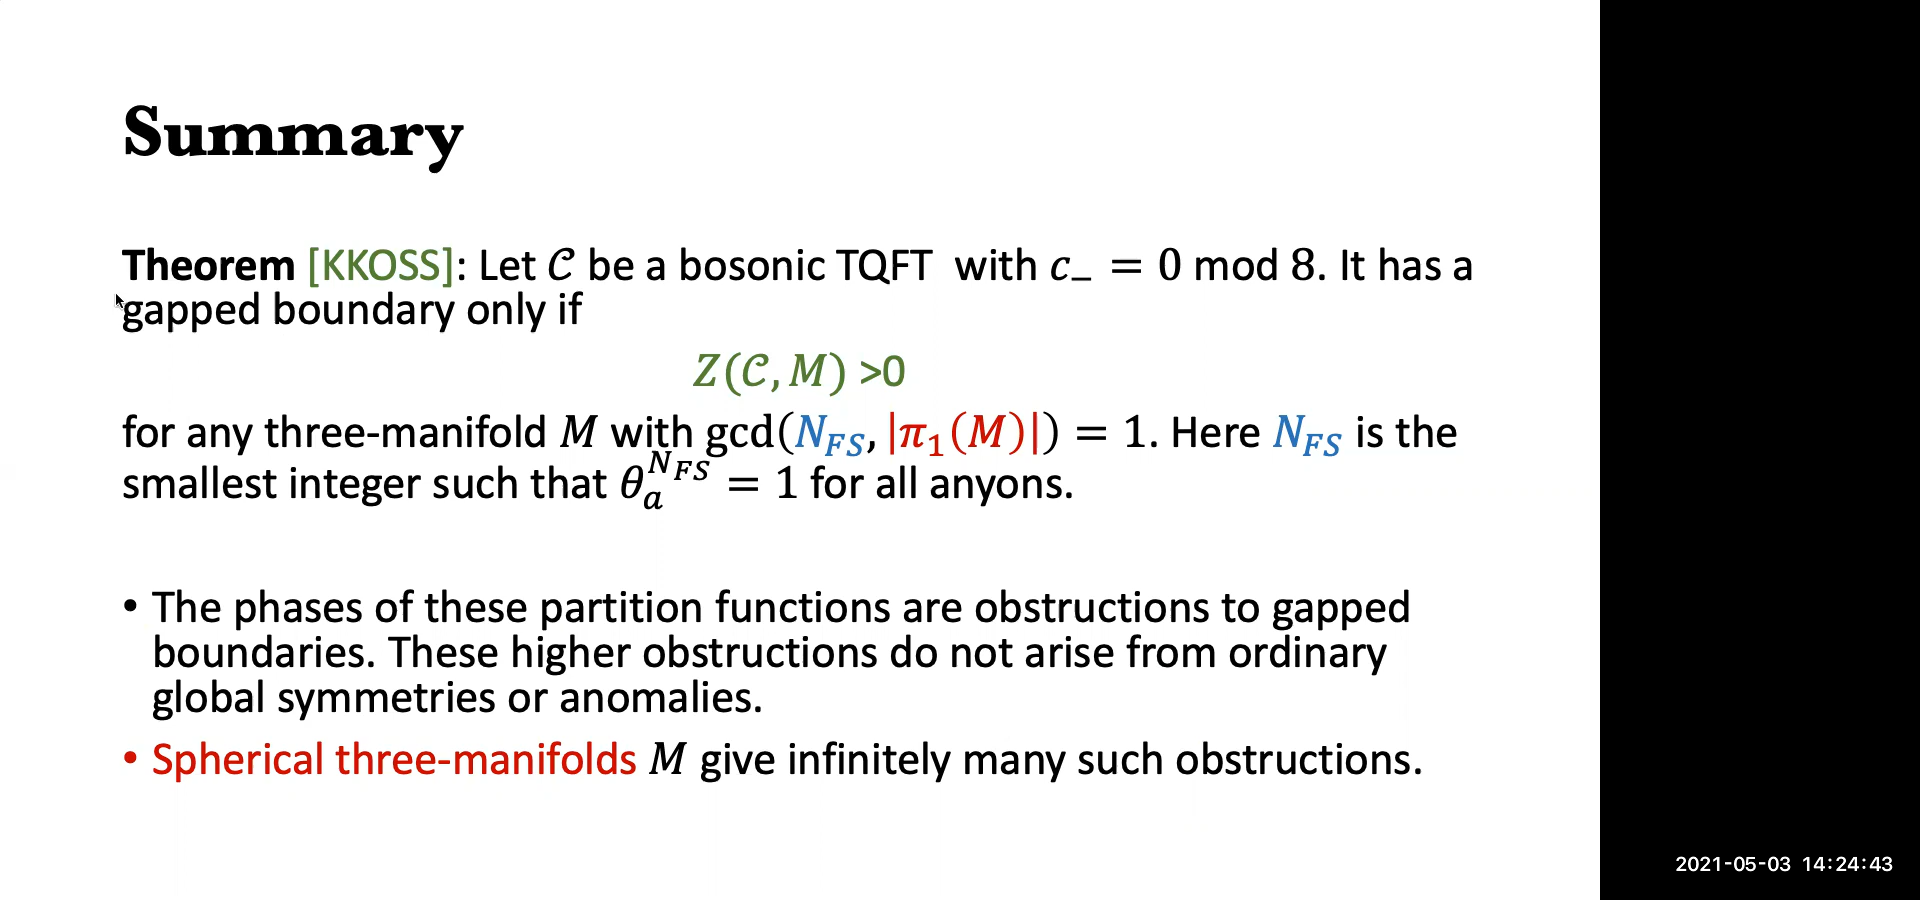 Summary
Theorem [KKOSS]: Let 𝒞 be a bosonic TQFT with c₋ = 0 mod 8. It has a
gapped boundary only if
Z(𝒞, M) >0
for any three-manifold M with gcd(N_FS, |π₁(M)|) = 1. Here N_FS is the
smallest integer such that θ_a^{N_FS} = 1 for all anyons.
• The phases of these partition functions are obstructions to gapped
boundaries. These higher obstructions do not arise from ordinary
global symmetries or anomalies.
• Spherical three-manifolds M give infinitely many such obstructions.
2021-05-03 14:24:43